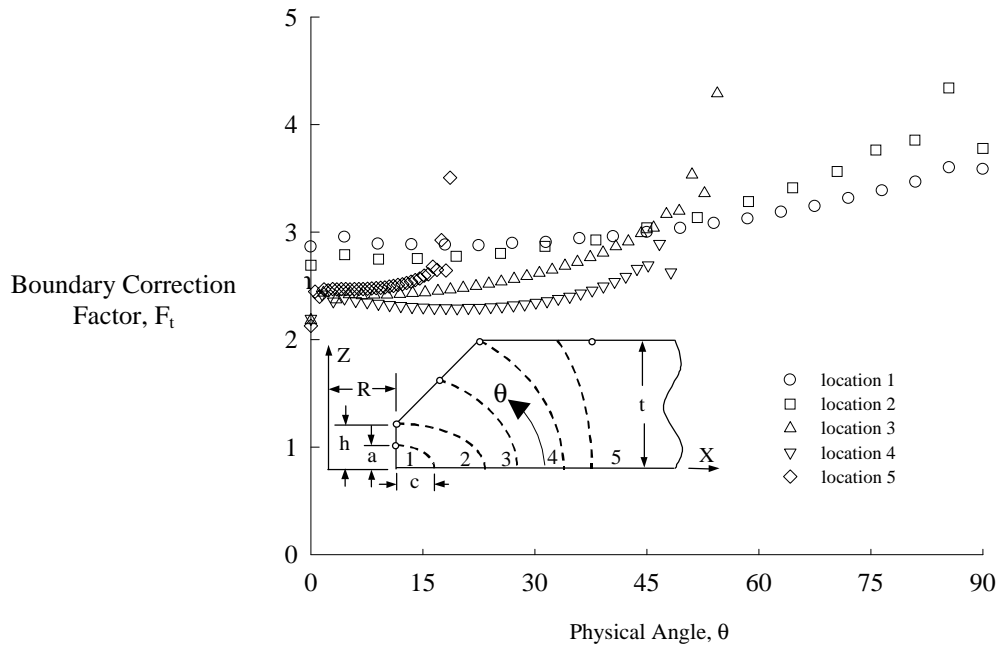 5
4
3
2
1
0
Boundary Correction
Factor, Fₜ
0
15
30
45
60
75
90
Physical Angle, θ
Z
R
h
a
c
1
2
3
4
5
θ
t
X
location 1
location 2
location 3
location 4
location 5